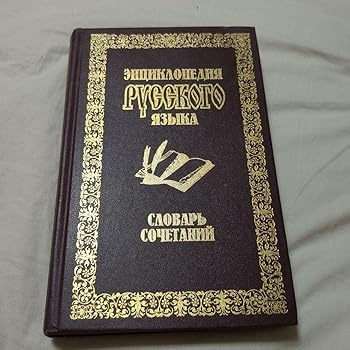 ЭНЦИКЛОПЕДИЯ
РУССКОГО
ЯЗЫКА
СЛОВАРЬ
СОЧЕТАНИЙ